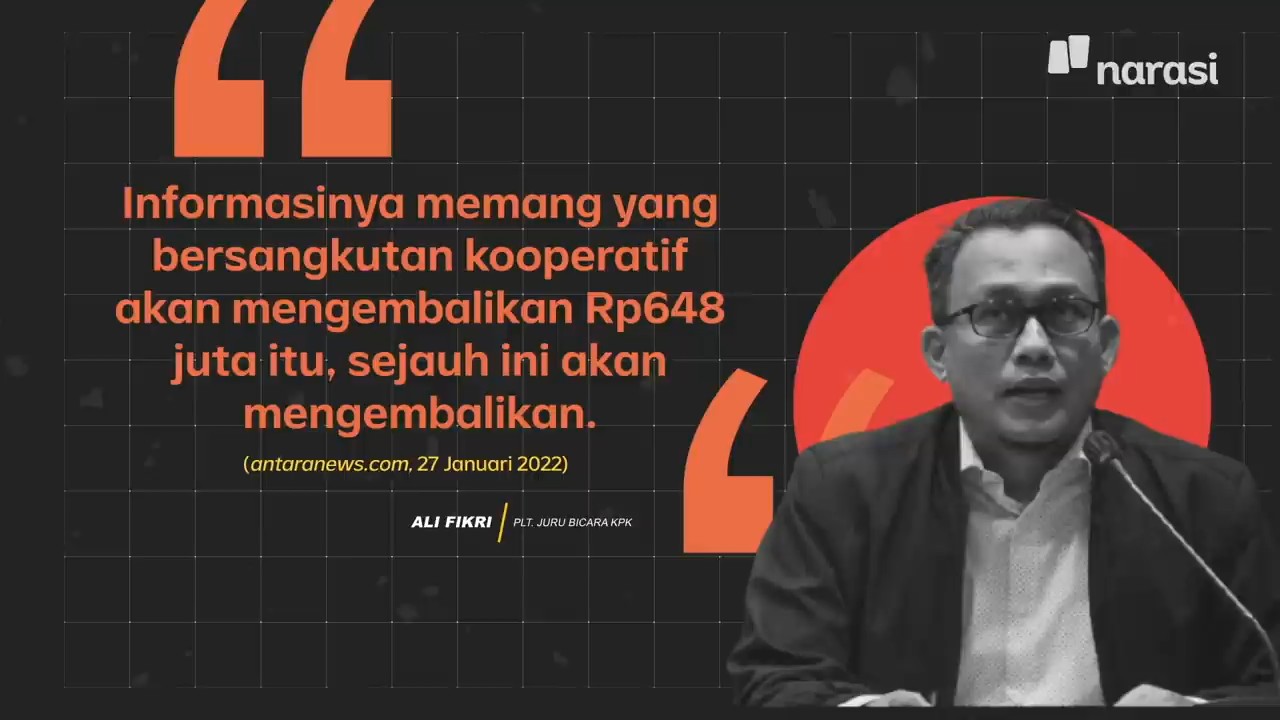 narasi
Informasinya memang yang
bersangkutan kooperatif
akan mengembalikan Rp648
juta itu, sejauh ini akan
mengembalikan.
(antaranews.com, 27 Januari 2022)
ALI FIKRI / PLT. JURU BICARA KPK